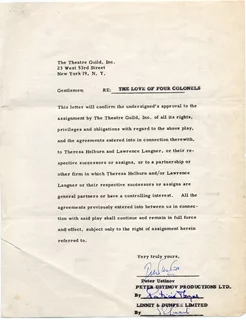 The Theatre Guild, Inc.
23 West 53rd Street
New York 19, N. Y.
Gentlemen: RE: THE LOVE OF FOUR COLONELS
This letter will confirm the undersigned's approval to the
assignment by The Theatre Guild, Inc. of all its rights,
privileges and obligations with regard to the above play,
and the agreements entered into in connection therewith,
to Theresa Helburn and Lawrence Langner, or their re-
spective successors or assigns, or to a partnership or
other firm in which Theresa Helburn and/or Lawrence
Langner or their respective successors or assigns are
general partners or have a controlling interest. All the
agreements previously entered into between us in connec-
tion with said play shall continue and remain in full force
and effect, subject only to the right of assignment herein
referred to.
Very truly yours,
Peter Ustinov
PETER USTINOV PRODUCTIONS LTD.
By
LINNIT & DUNFEE LIMITED
By